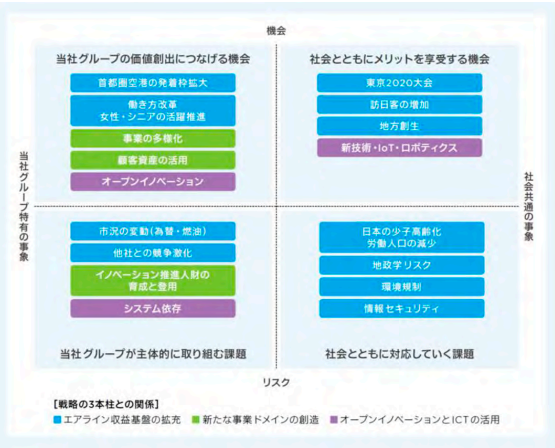 機会
当社グループの価値創出につなげる機会
首都圏空港の発着枠拡大
働き方改革
女性・シニアの活躍推進
事業の多様化
顧客資産の活用
オープンイノベーション
社会とともにメリットを享受する機会
東京2020大会
訪日客の増加
地方創生
新技術・IoT・ロボティクス
当社グループ特有の事象
社会共通の事象
市況の変動(為替・燃油)
他社との競争激化
イノベーション推進人財の
育成と登用
システム依存
当社グループが主体的に取り組む課題
日本の少子高齢化
労働人口の減少
地政学リスク
環境規制
情報セキュリティ
社会とともに対応していく課題
リスク
［戦略の3本柱との関係］
エアライン収益基盤の拡充 新たな事業ドメインの創造 オープンイノベーションとICTの活用